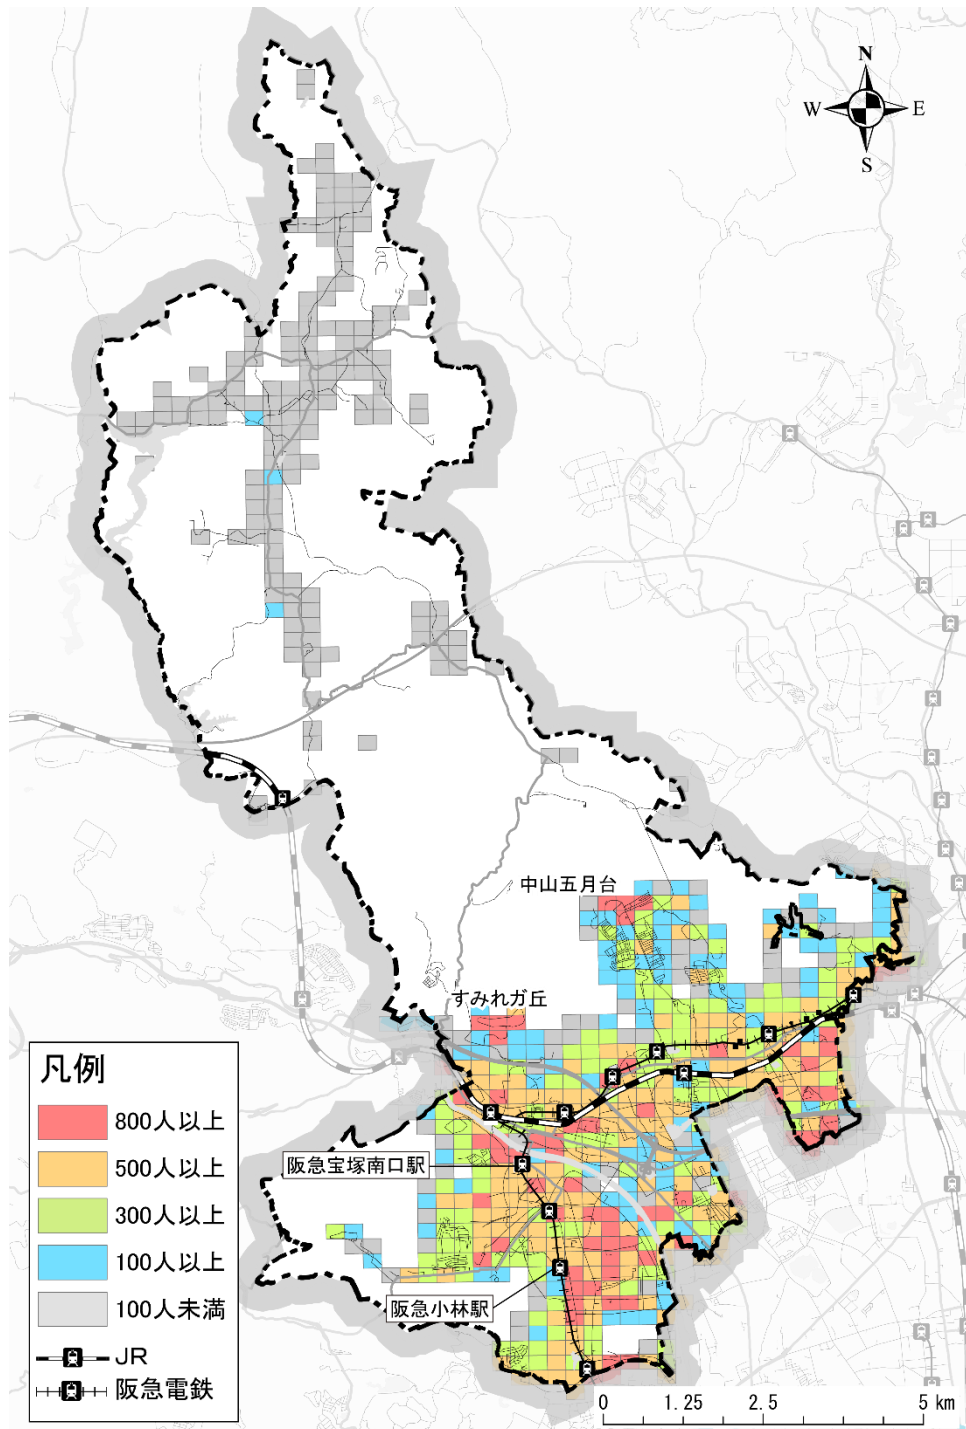 N
W E
S
中山五月台
すみれガ丘
阪急宝塚南口駅
阪急小林駅
凡例
800人以上
500人以上
300人以上
100人以上
100人未満
JR
阪急電鉄
0 1.25 2.5 5 km